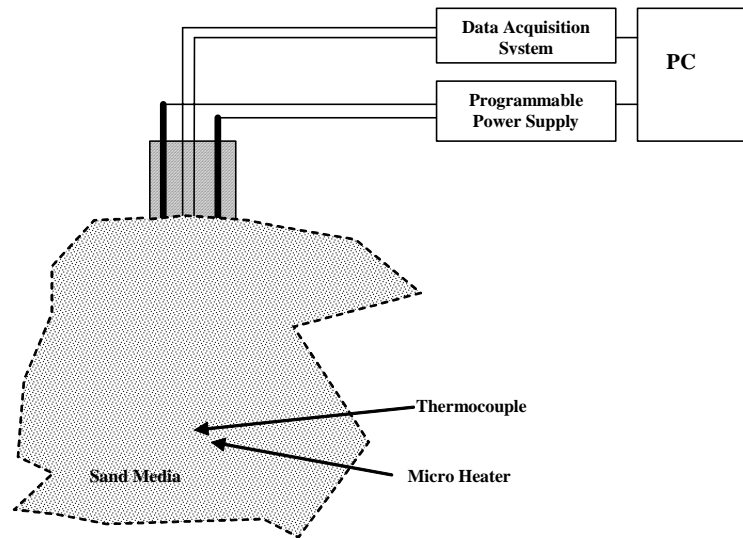 Data Acquisition
System
PC
Programmable
Power Supply
Thermocouple
Sand Media
Micro Heater